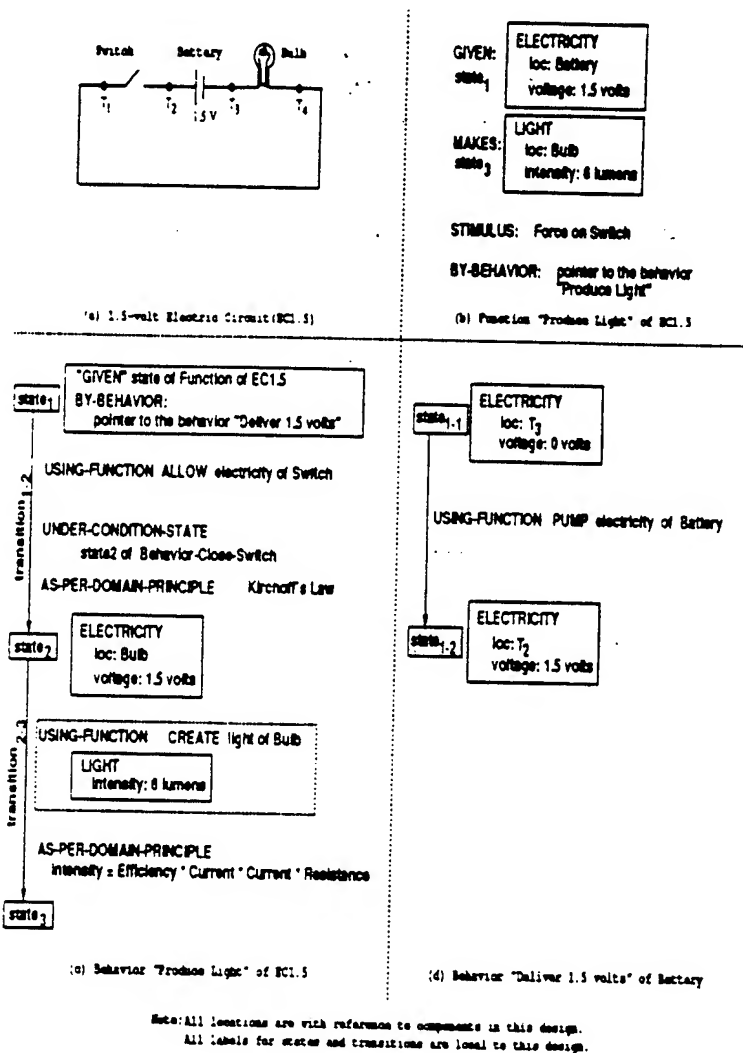 Switch Battery Bulb
T1 T2 T3 T4
1.5 V
(a) 1.5-volt Electric Circuit(EC1.5)
GIVEN:
state1
ELECTRICITY
loc: Battery
voltage: 1.5 volts
MAKES:
state3
LIGHT
loc: Bulb
intensity: 6 lumens
STIMULUS: Force on Switch
BY-BEHAVIOR: pointer to the behavior
"Produce Light"
(b) Function "Produce Light" of EC1.5
state1
"GIVEN" state of Function of EC1.5
BY-BEHAVIOR:
pointer to the behavior "Deliver 1.5 volts"
transition1-2
USING-FUNCTION ALLOW electricity of Switch
UNDER-CONDITION-STATE
state2 of Behavior-Close-Switch
AS-PER-DOMAIN-PRINCIPLE Kirchoff's Law
state2
ELECTRICITY
loc: Bulb
voltage: 1.5 volts
transition2-3
USING-FUNCTION CREATE light of Bulb
LIGHT
intensity: 6 lumens
AS-PER-DOMAIN-PRINCIPLE
intensity = Efficiency * Current * Current * Resistance
state3
(c) Behavior "Produce Light" of EC1.5
state1-1
ELECTRICITY
loc: T3
voltage: 0 volts
USING-FUNCTION PUMP electricity of Battery
state1-2
ELECTRICITY
loc: T2
voltage: 1.5 volts
(d) Behavior "Deliver 1.5 volts" of Battery
Note: All locations are with reference to components in this design.
All labels for states and transitions are local to this design.